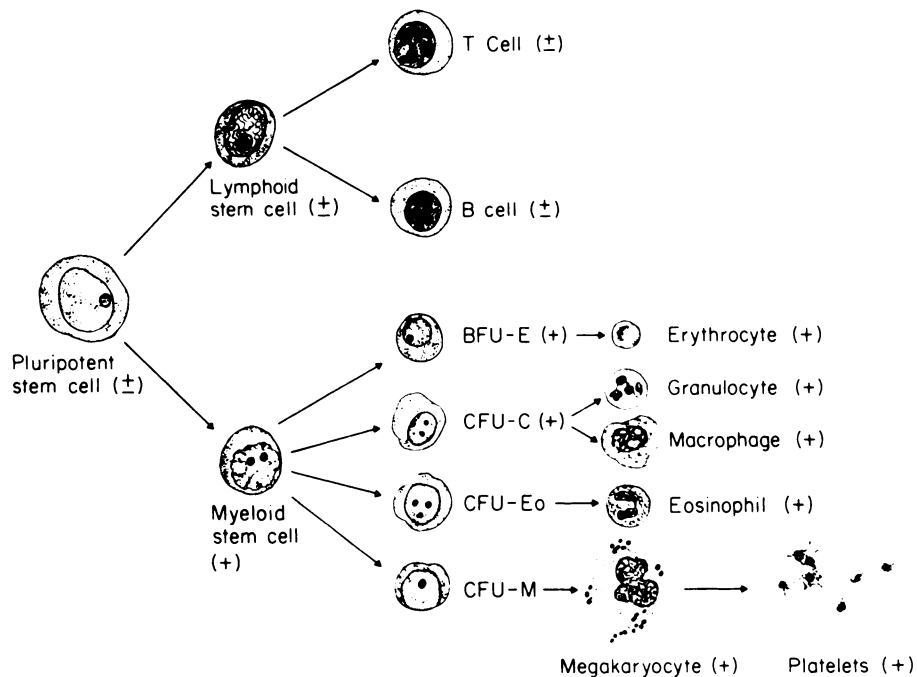 T Cell (±)
Lymphoid
stem cell (±)
B cell (±)
Pluripotent
stem cell (±)
BFU-E (+)
Erythrocyte (+)
Granulocyte (+)
CFU-C (+)
Macrophage (+)
Myeloid
stem cell
(+)
CFU-Eo
Eosinophil (+)
CFU-M
Megakaryocyte (+)
Platelets (+)